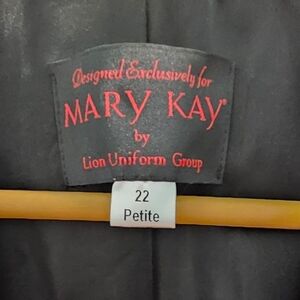 Designed Exclusively for
MARY KAY®
by
Lion Uniform Group
22
Petite